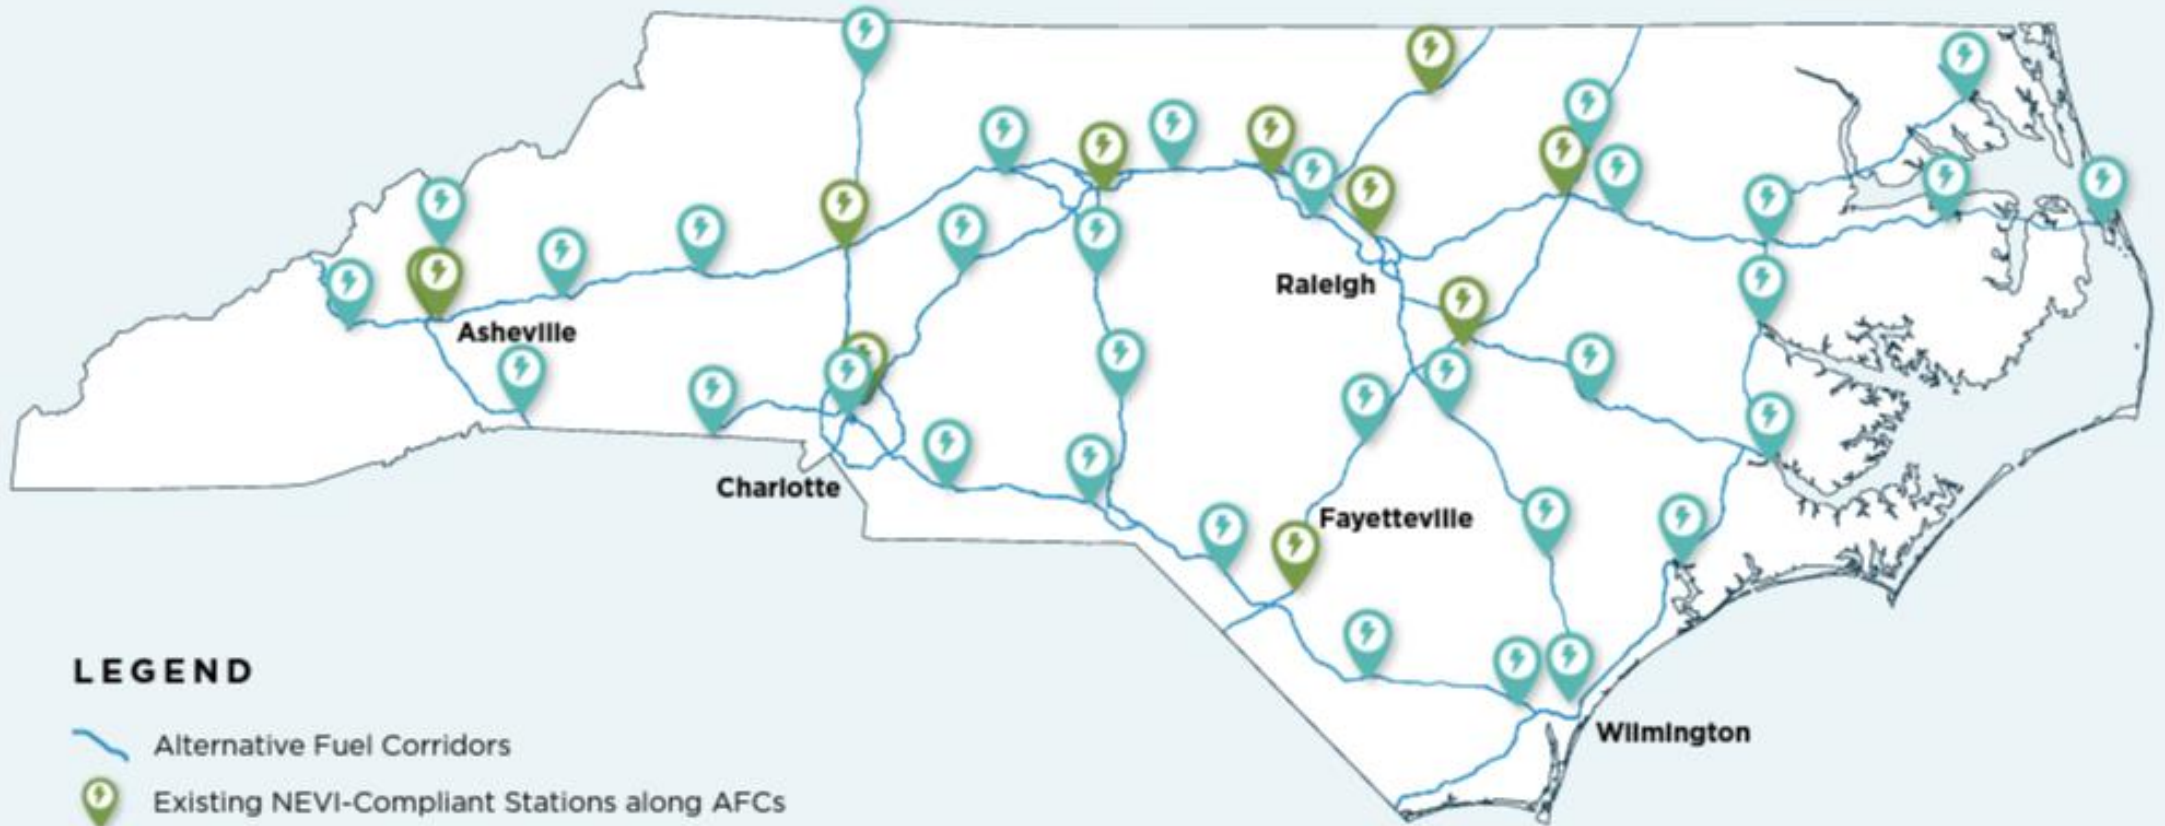 Raleigh
Asheville
Charlotte
Fayetteville
Wilmington
LEGEND
Alternative Fuel Corridors
Existing NEVI-Compliant Stations along AFCs